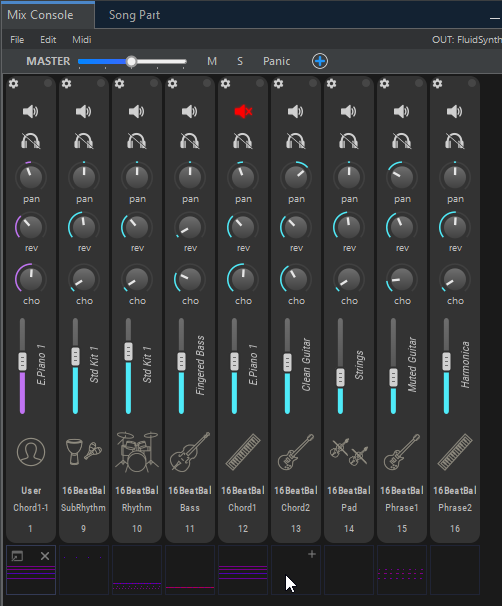 Mix Console Song Part
File Edit Midi OUT: FluidSynth
MASTER M S Panic
pan pan pan pan pan pan pan pan pan
rev rev rev rev rev rev rev rev rev
cho cho cho cho cho cho cho cho cho
E.Piano 1
Std Kit 1
Std Kit 1
Fingered Bass
E.Piano 1
Clean Guitar
Strings
Muted Guitar
Harmonica
User 16BeatBal 16BeatBal 16BeatBal 16BeatBal 16BeatBal 16BeatBal 16BeatBal 16BeatBal
Chord1-1 SubRhythm Rhythm Bass Chord1 Chord2 Pad Phrase1 Phrase2
1 9 10 11 12 13 14 15 16